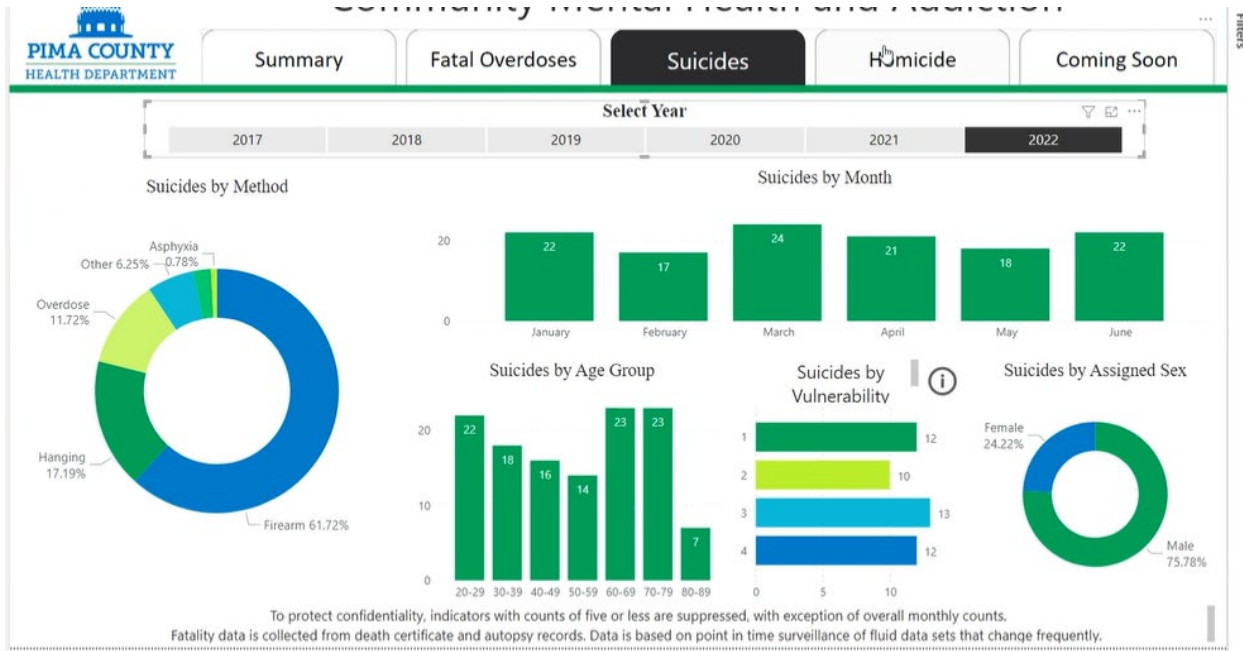 Community Mental Health and Addiction
PIMA COUNTY
HEALTH DEPARTMENT
Summary
Fatal Overdoses
Suicides
Homicide
Coming Soon
Filters
Select Year
2017 2018 2019 2020 2021 2022
Suicides by Method
Asphyxia
0.78%
Other 6.25%
Overdose
11.72%
Hanging
17.19%
Firearm 61.72%
Suicides by Month
20
0
22 17 24 21 18 22
January February March April May June
Suicides by Age Group
20
10
0
22 18 16 14 23 23 7
20-29 30-39 40-49 50-59 60-69 70-79 80-89
Suicides by
Vulnerability
1 12
2 10
3 13
4 12
0 5 10
Suicides by Assigned Sex
Female
24.22%
Male
75.78%
To protect confidentiality, indicators with counts of five or less are suppressed, with exception of overall monthly counts.
Fatality data is collected from death certificate and autopsy records. Data is based on point in time surveillance of fluid data sets that change frequently.